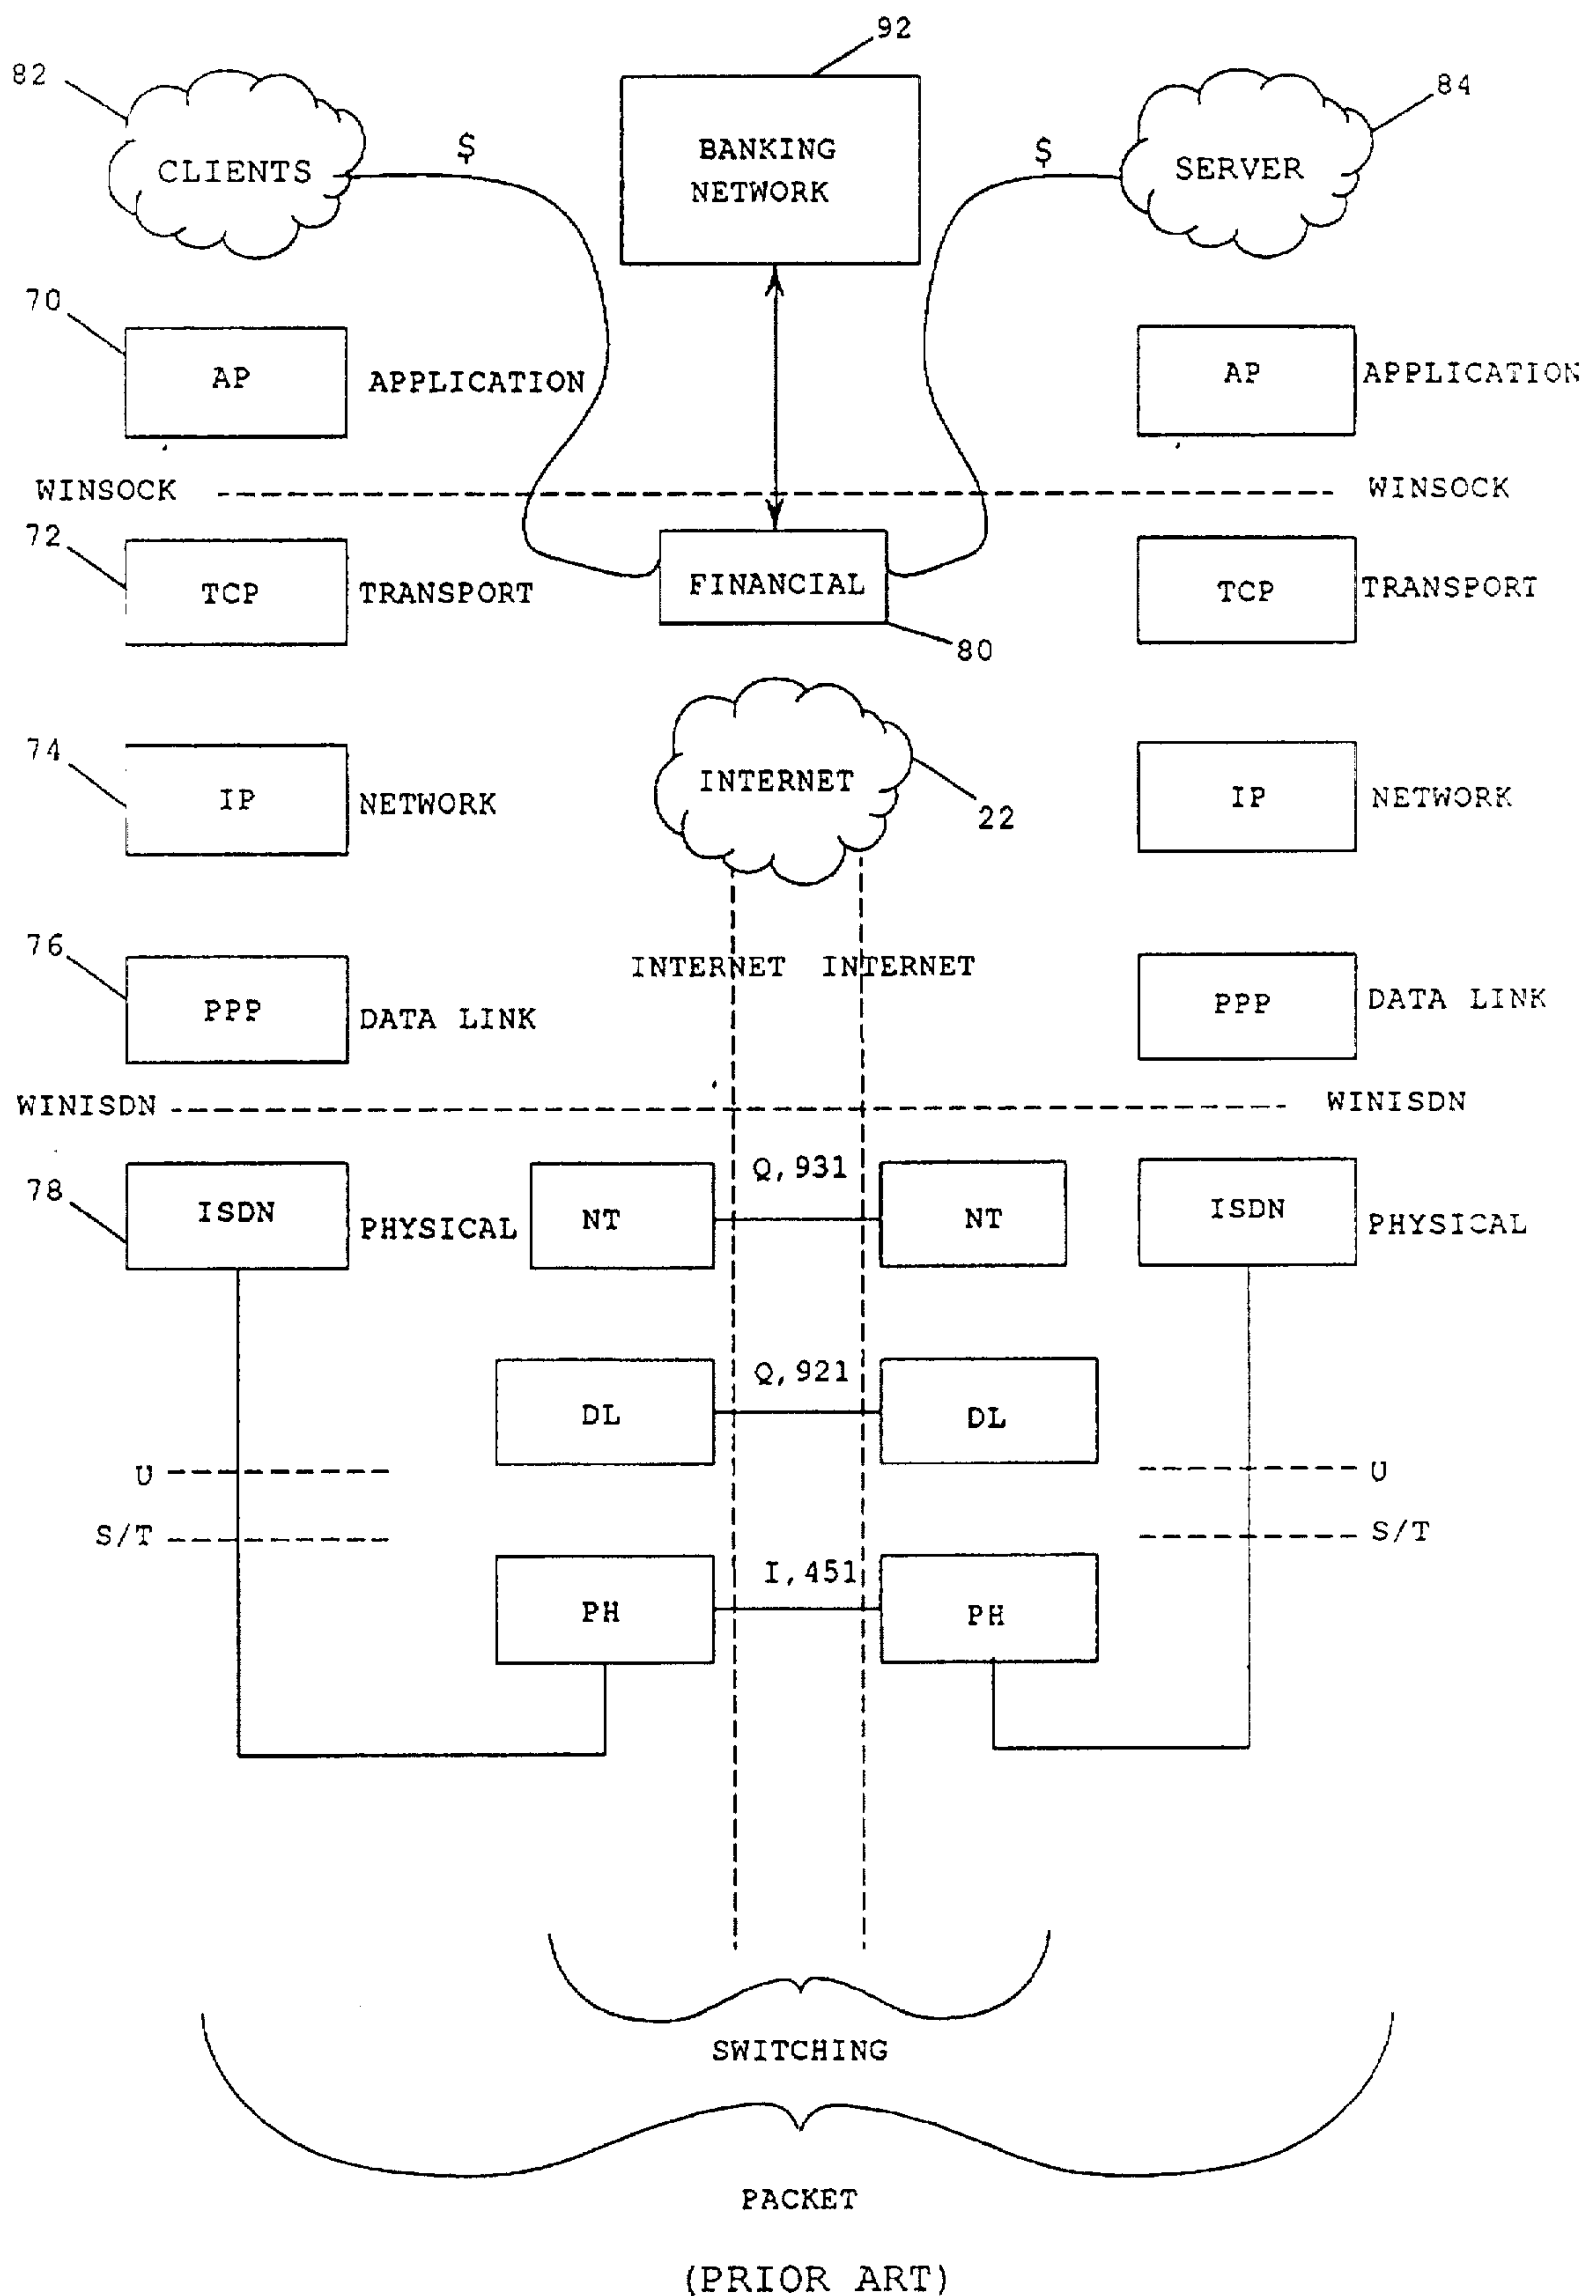 92
82
84
CLIENTS
$
BANKING
NETWORK
$
SERVER
70
AP
APPLICATION
AP
APPLICATION
WINSOCK
WINSOCK
72
TCP
TRANSPORT
FINANCIAL
TCP
TRANSPORT
80
74
IP
NETWORK
INTERNET
22
IP
NETWORK
76
PPP
DATA LINK
INTERNET
INTERNET
PPP
DATA LINK
WINISDN
WINISDN
78
ISDN
PHYSICAL
NT
Q,931
NT
ISDN
PHYSICAL
DL
Q,921
DL
U
U
S/T
S/T
PH
I,451
PH
SWITCHING
PACKET
(PRIOR ART)